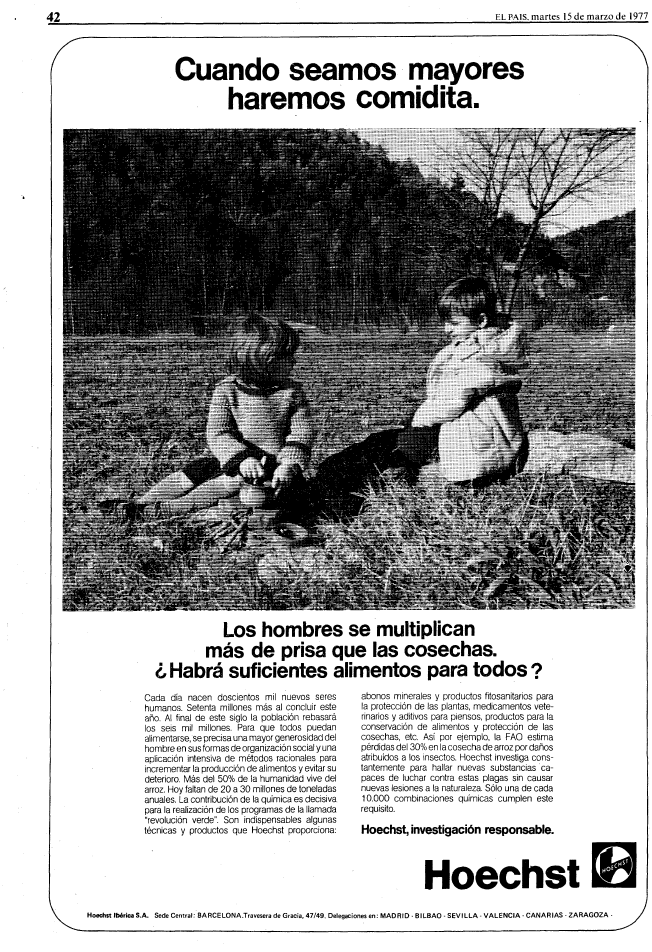 42
EL PAIS, martes 15 de marzo de 1977
Cuando seamos mayores
haremos comidita.
Los hombres se multiplican
más de prisa que las cosechas.
¿Habrá suficientes alimentos para todos?
Cada día nacen doscientos mil nuevos seres
humanos. Setenta millones más al concluir este
año. Al final de este siglo la población rebasará
los seis mil millones. Para que todos puedan
alimentarse, se precisa una mayor generosidad del
hombre en sus formas de organización social y una
aplicación intensiva de métodos racionales para
incrementar la producción de alimentos y evitar su
deterioro. Más del 50% de la humanidad vive del
arroz. Hoy faltan de 20 a 30 millones de toneladas
anuales. La contribución de la química es decisiva
para la realización de los programas de la llamada
"revolución verde". Son indispensables algunas
técnicas y productos que Hoechst proporciona:
abonos minerales y productos fitosanitarios para
la protección de las plantas, medicamentos vete-
rinarios y aditivos para piensos, productos para la
conservación de alimentos y protección de las
cosechas, etc. Así por ejemplo, la FAO estima
pérdidas del 30% en la cosecha de arroz por daños
atribuídos a los insectos. Hoechst investiga cons-
tantemente para hallar nuevas substancias ca-
paces de luchar contra estas plagas sin causar
nuevas lesiones a la naturaleza. Sólo una de cada
10.000 combinaciones químicas cumplen este
requisito.
Hoechst, investigación responsable.
Hoechst
HOECHST
Hoechst Ibérica S.A. Sede Central: BARCELONA.Travesera de Gracia, 47/49. Delegaciones en: MADRID - BILBAO - SEVILLA - VALENCIA - CANARIAS - ZARAGOZA -